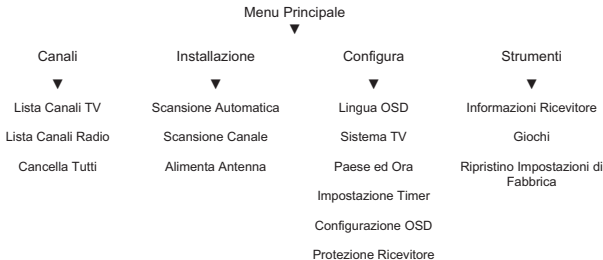 Menu Principale
▼
Canali Installazione Configura Strumenti
▼ ▼ ▼ ▼
Lista Canali TV Scansione Automatica Lingua OSD Informazioni Ricevitore
Lista Canali Radio Scansione Canale Sistema TV Giochi
Cancella Tutti Alimenta Antenna Paese ed Ora Ripristino Impostazioni di
Fabbrica
Impostazione Timer
Configurazione OSD
Protezione Ricevitore